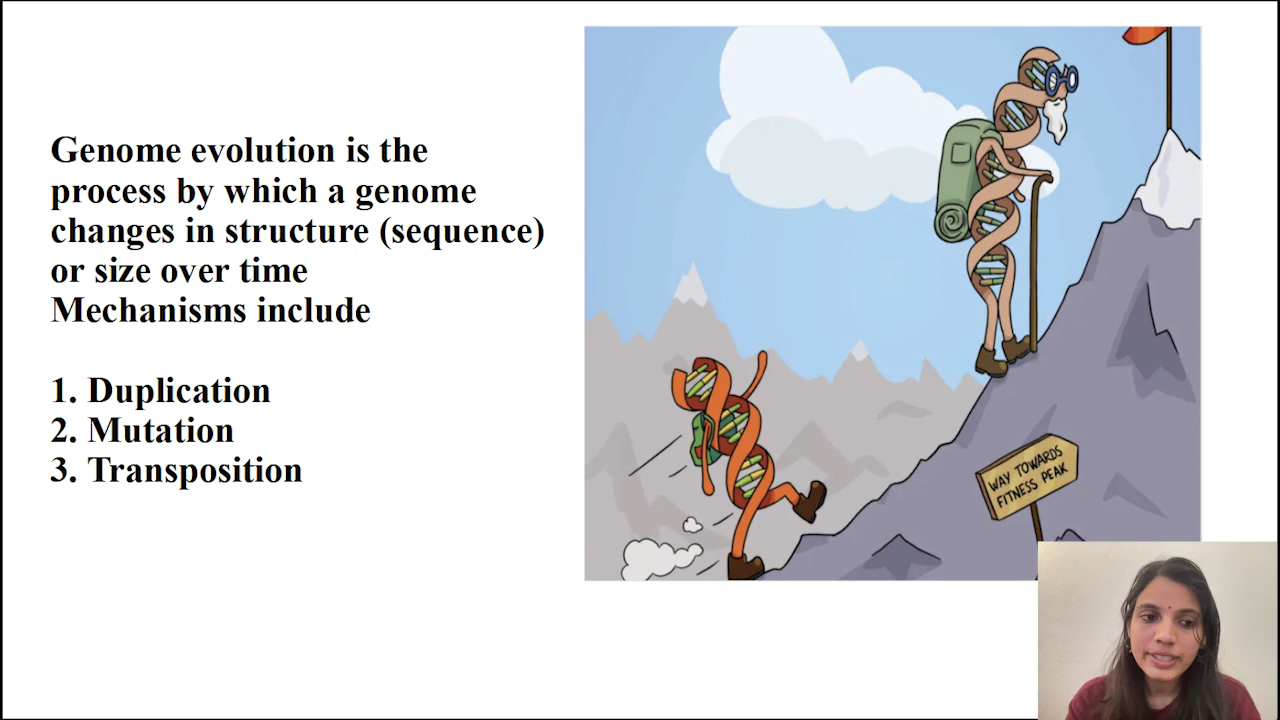 Genome evolution is the
process by which a genome
changes in structure (sequence)
or size over time
Mechanisms include
1. Duplication
2. Mutation
3. Transposition
WAY TOWARDS
FITNESS PEAK